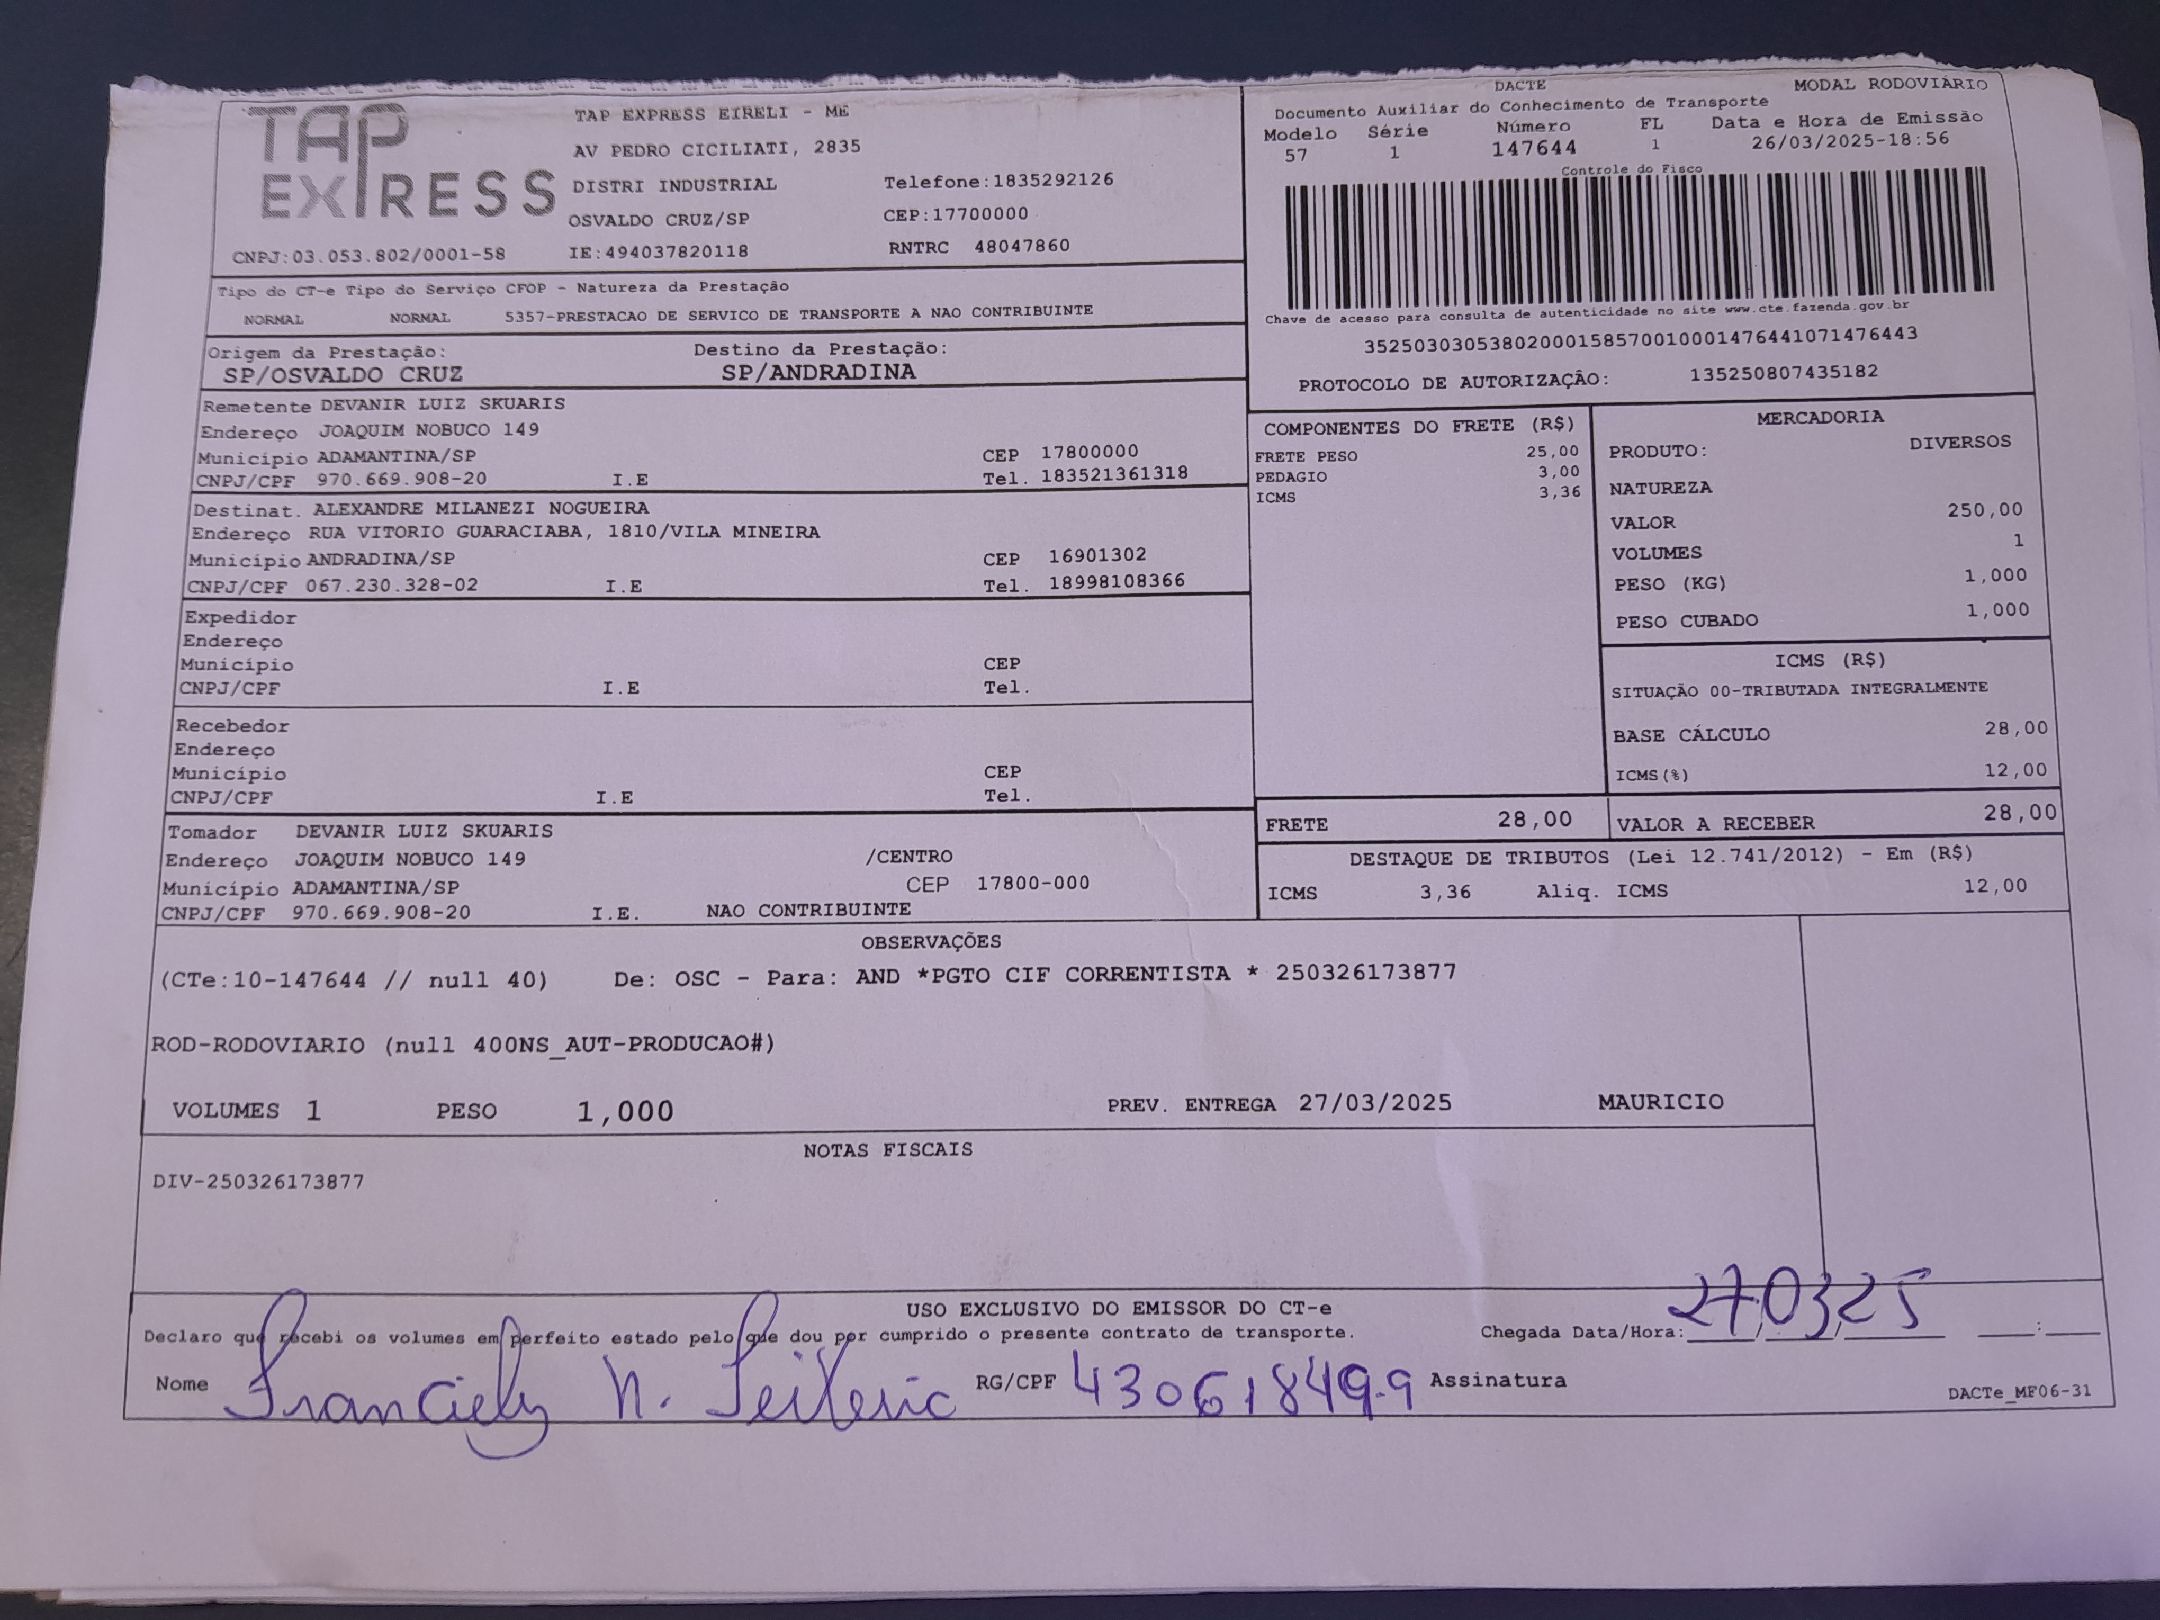 TAP EXPRESS
TAP EXPRESS EIRELI - ME
AV PEDRO CICILIATI, 2835
DISTRI INDUSTRIAL Telefone:1835292126
OSVALDO CRUZ/SP CEP:17700000
CNPJ:03.053.802/0001-58 IE:494037820118 RNTRC 48047860
DACTE MODAL RODOVIÁRIO
Documento Auxiliar do Conhecimento de Transporte
Modelo Série Número FL Data e Hora de Emissão
57 1 147644 1 26/03/2025-18:56
Controle do Fisco
Chave de acesso para consulta de autenticidade no site www.cte.fazenda.gov.br
35250303053802000158570010001476441071476443
PROTOCOLO DE AUTORIZAÇÃO: 135250807435182
Tipo do CT-e Tipo do Serviço CFOP - Natureza da Prestação
NORMAL NORMAL 5357-PRESTACAO DE SERVICO DE TRANSPORTE A NAO CONTRIBUINTE
Origem da Prestação: Destino da Prestação:
SP/OSVALDO CRUZ SP/ANDRADINA
Remetente DEVANIR LUIZ SKUARIS
Endereço JOAQUIM NOBUCO 149
Município ADAMANTINA/SP CEP 17800000
CNPJ/CPF 970.669.908-20 I.E Tel. 183521361318
Destinat. ALEXANDRE MILANEZI NOGUEIRA
Endereço RUA VITORIO GUARACIABA, 1810/VILA MINEIRA
Município ANDRADINA/SP CEP 16901302
CNPJ/CPF 067.230.328-02 I.E Tel. 18998108366
Expedidor
Endereço
Município CEP
CNPJ/CPF I.E Tel.
Recebedor
Endereço
Município CEP
CNPJ/CPF I.E Tel.
Tomador DEVANIR LUIZ SKUARIS
Endereço JOAQUIM NOBUCO 149 /CENTRO
Município ADAMANTINA/SP CEP 17800-000
CNPJ/CPF 970.669.908-20 I.E. NAO CONTRIBUINTE
COMPONENTES DO FRETE (R$)
FRETE PESO 25,00
PEDAGIO 3,00
ICMS 3,36
MERCADORIA
PRODUTO: DIVERSOS
NATUREZA
VALOR 250,00
VOLUMES 1
PESO (KG) 1,000
PESO CUBADO 1,000
ICMS (R$)
SITUAÇÃO 00-TRIBUTADA INTEGRALMENTE
BASE CÁLCULO 28,00
ICMS(%) 12,00
FRETE 28,00 VALOR A RECEBER 28,00
DESTAQUE DE TRIBUTOS (Lei 12.741/2012) - Em (R$)
ICMS 3,36 Aliq. ICMS 12,00
OBSERVAÇÕES
(CTe:10-147644 // null 40) De: OSC - Para: AND *PGTO CIF CORRENTISTA * 250326173877
ROD-RODOVIARIO (null 400NS_AUT-PRODUCAO#)
VOLUMES 1 PESO 1,000 PREV. ENTREGA 27/03/2025 MAURICIO
NOTAS FISCAIS
DIV-250326173877
USO EXCLUSIVO DO EMISSOR DO CT-e
Declaro que recebi os volumes em perfeito estado pelo que dou por cumprido o presente contrato de transporte. Chegada Data/Hora: 27/03/25 :
Nome Franciely N. RG/CPF 43061849-9 Assinatura
DACTe_MF06-31